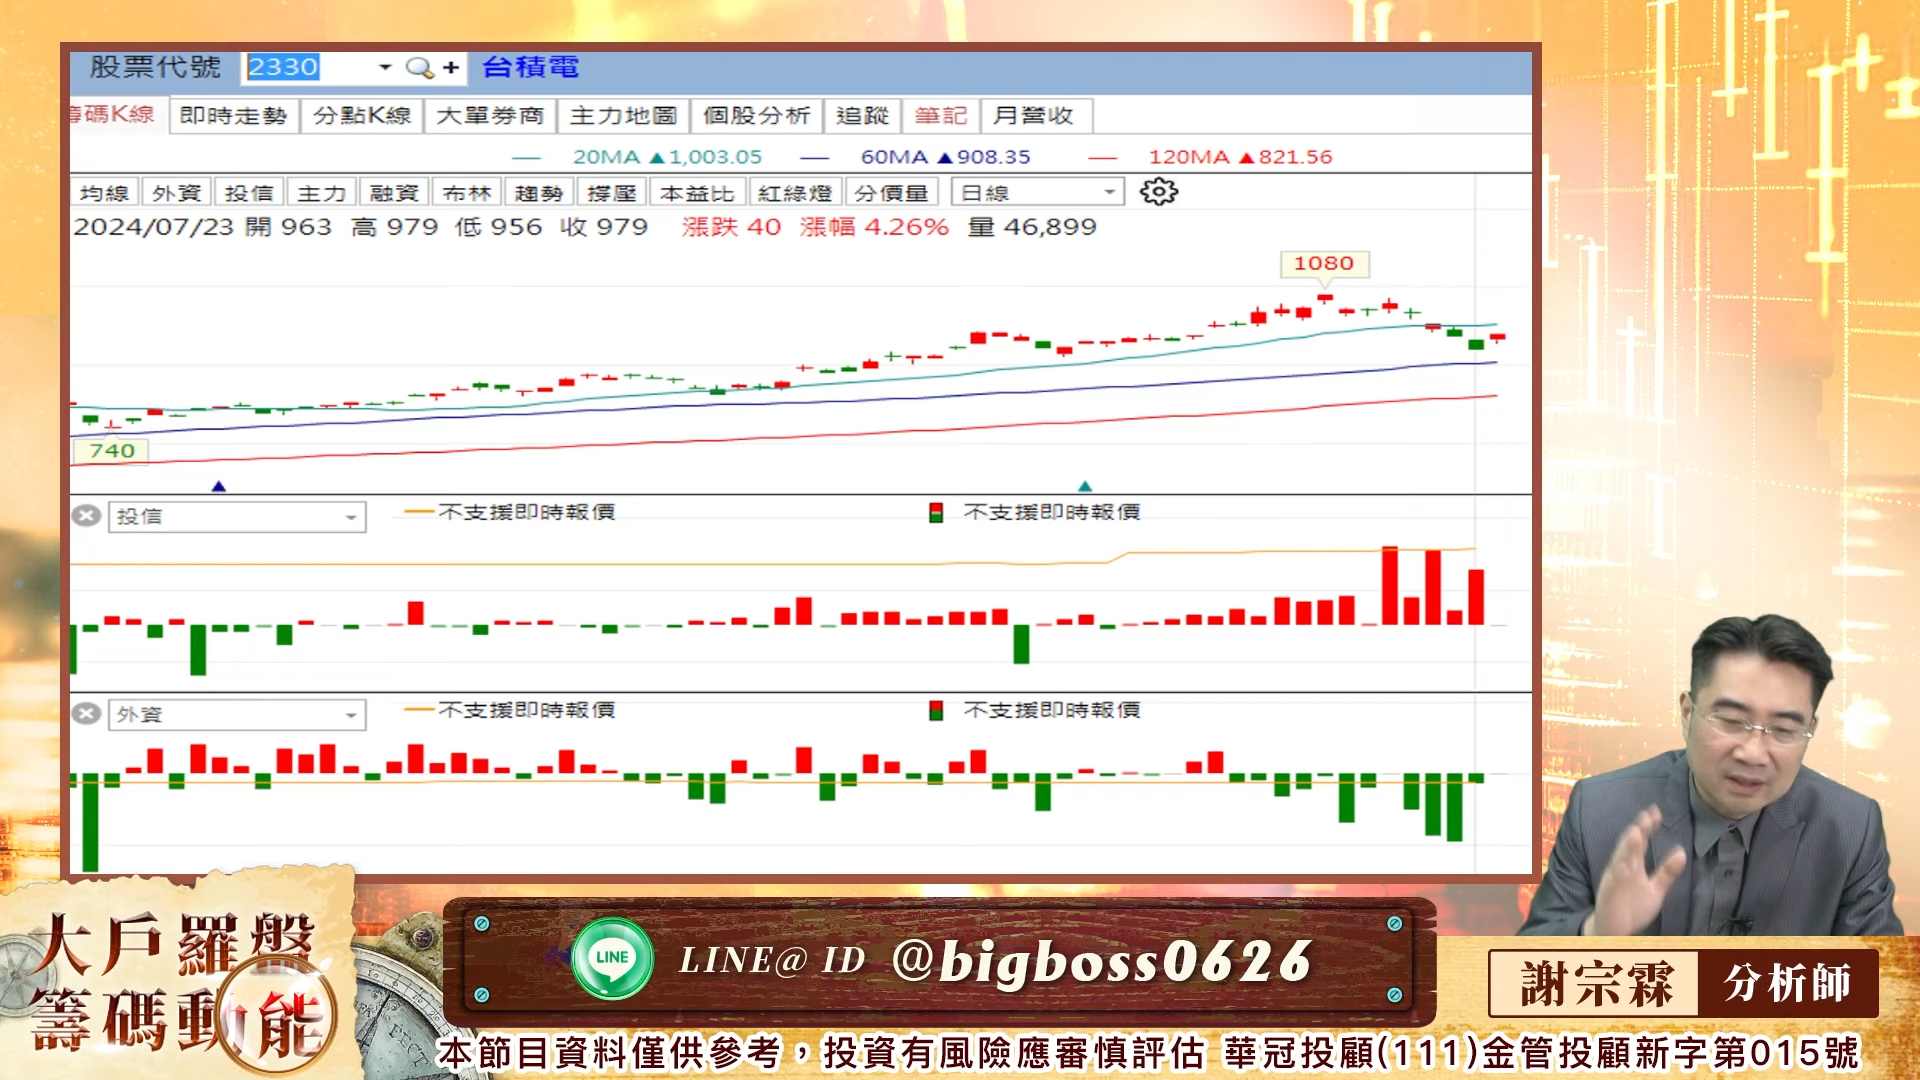 股票代號 2330 台積電
籌碼K線 即時走勢 分點K線 大單券商 主力地圖 個股分析 追蹤 筆記 月營收
20MA ▲1,003.05 60MA ▲908.35 120MA ▲821.56
均線 外資 投信 主力 融資 布林 趨勢 撐壓 本益比 紅綠燈 分價量 日線
2024/07/23 開 963 高 979 低 956 收 979 漲跌 40 漲幅 4.26% 量 46,899
1080
740
投信 不支援即時報價 不支援即時報價
外資 不支援即時報價 不支援即時報價
大戶羅盤
籌碼動能
LINE LINE@ ID @bigboss0626
謝宗霖 分析師
本節目資料僅供參考，投資有風險應審慎評估 華冠投顧(111)金管投顧新字第015號